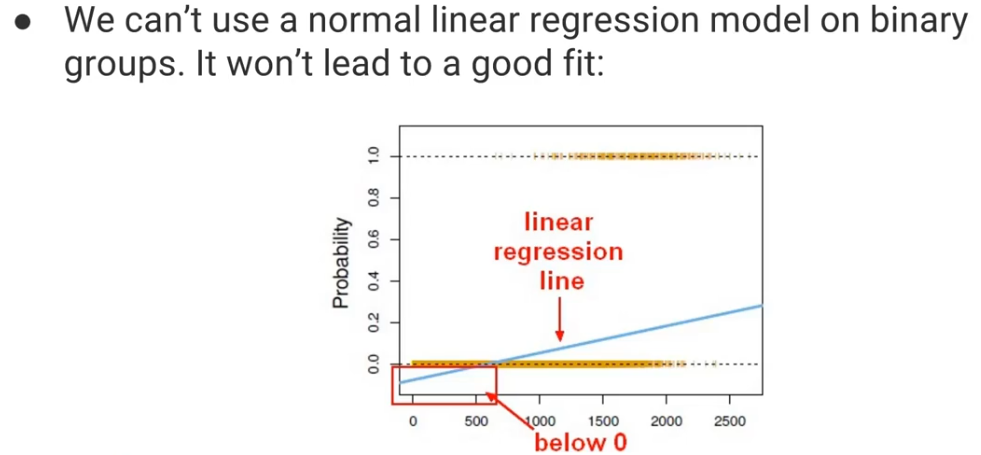 ● We can’t use a normal linear regression model on binary
groups. It won’t lead to a good fit:
1.0
0.8
linear
0.6
regression
Probability
line
0.4
0.2
0.0
0 500 1000 1500 2000 2500
below 0